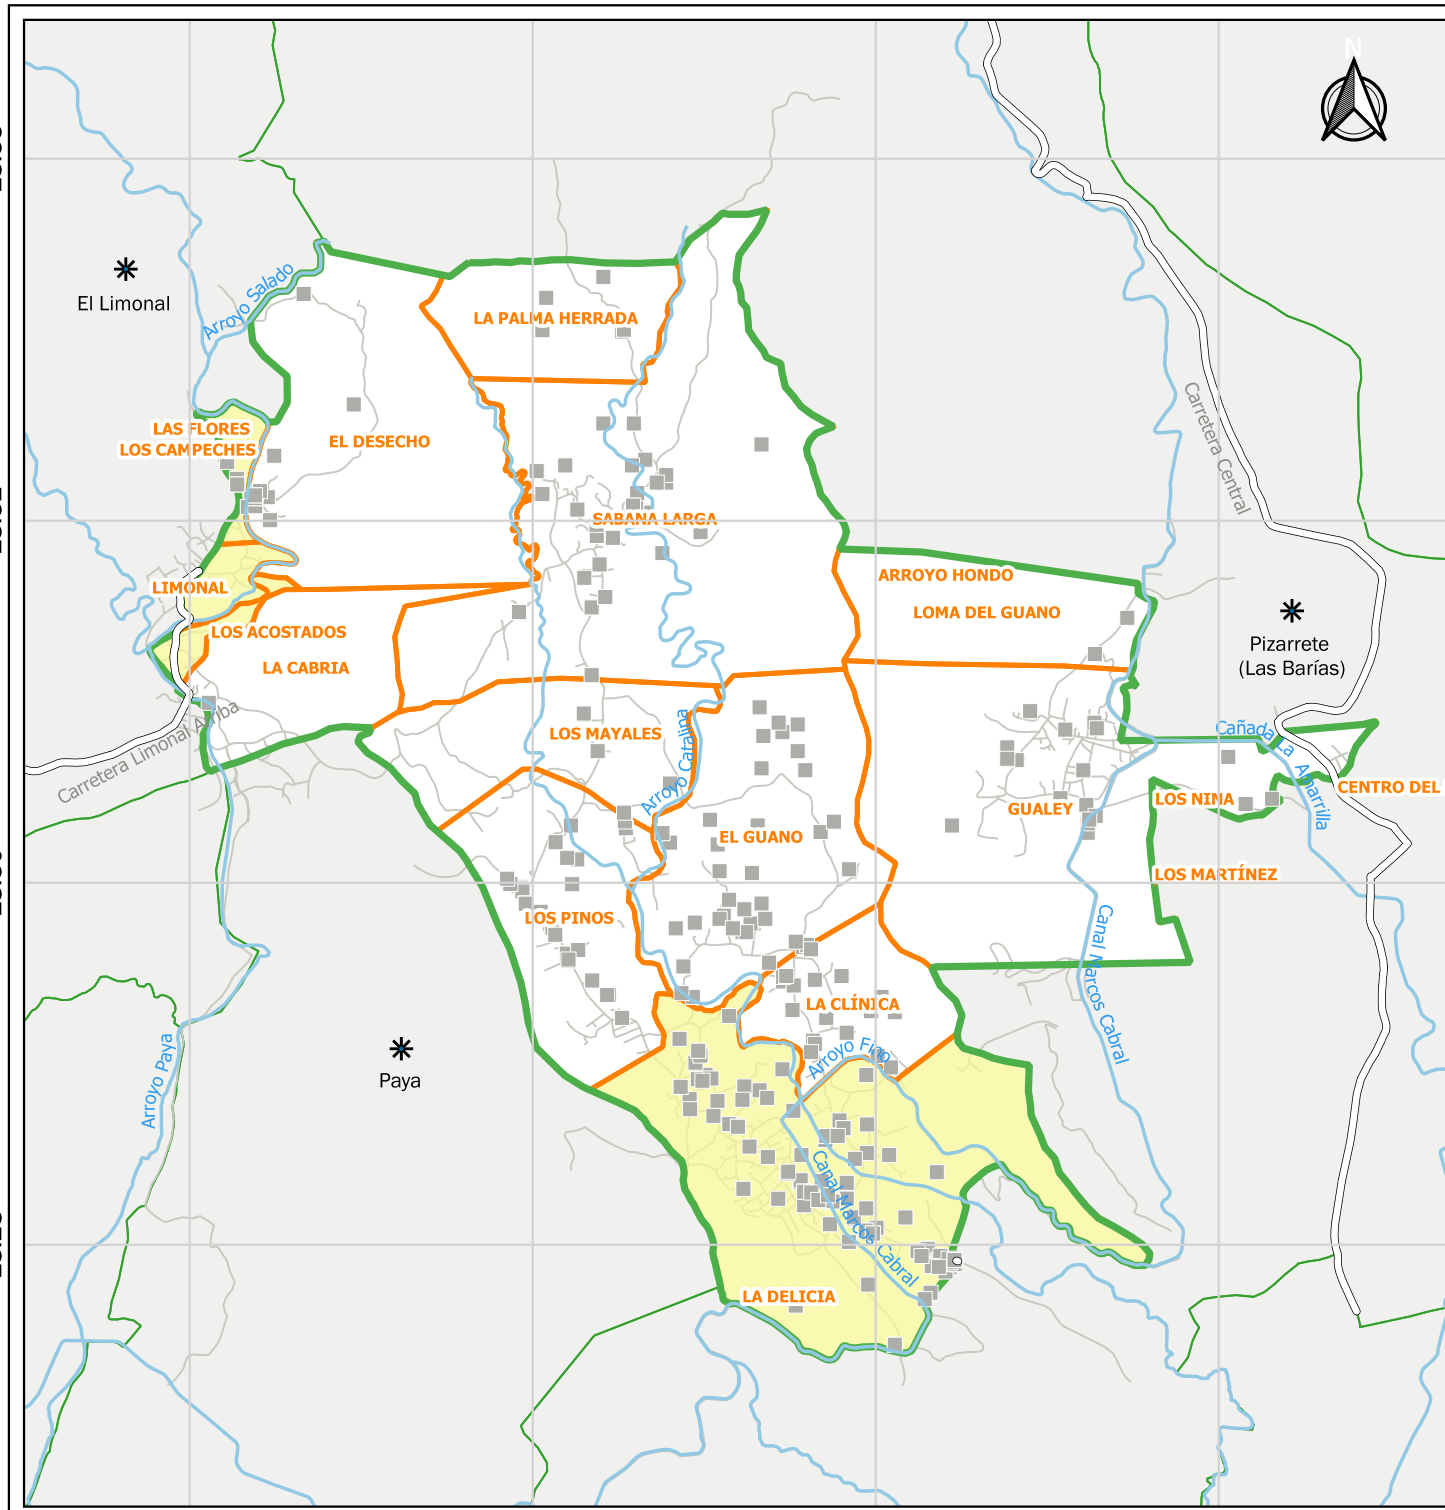 N
Arroyo Salado
El Limonal
LA PALMA HERRADA
Carretera Central
LAS FLORES
LOS CAMPECHES
EL DESECHO
SABANA LARGA
ARROYO HONDO
LIMONAL
LOMA DEL GUANO
LOS ACOSTADOS
Pizarrete
(Las Barías)
LA CABRIA
Carretera Limonal Arriba
LOS MAYALES
Arroyo Catalina
Cañada La Amarrilla
CENTRO DEL
LOS NINA
GUALEY
EL GUANO
LOS MARTÍNEZ
LOS PINOS
Canal Marcos Cabral
LA CLÍNICA
Arroyo Paya
Arroyo Fino
Paya
Canal Marcos Cabral
LA DELICIA